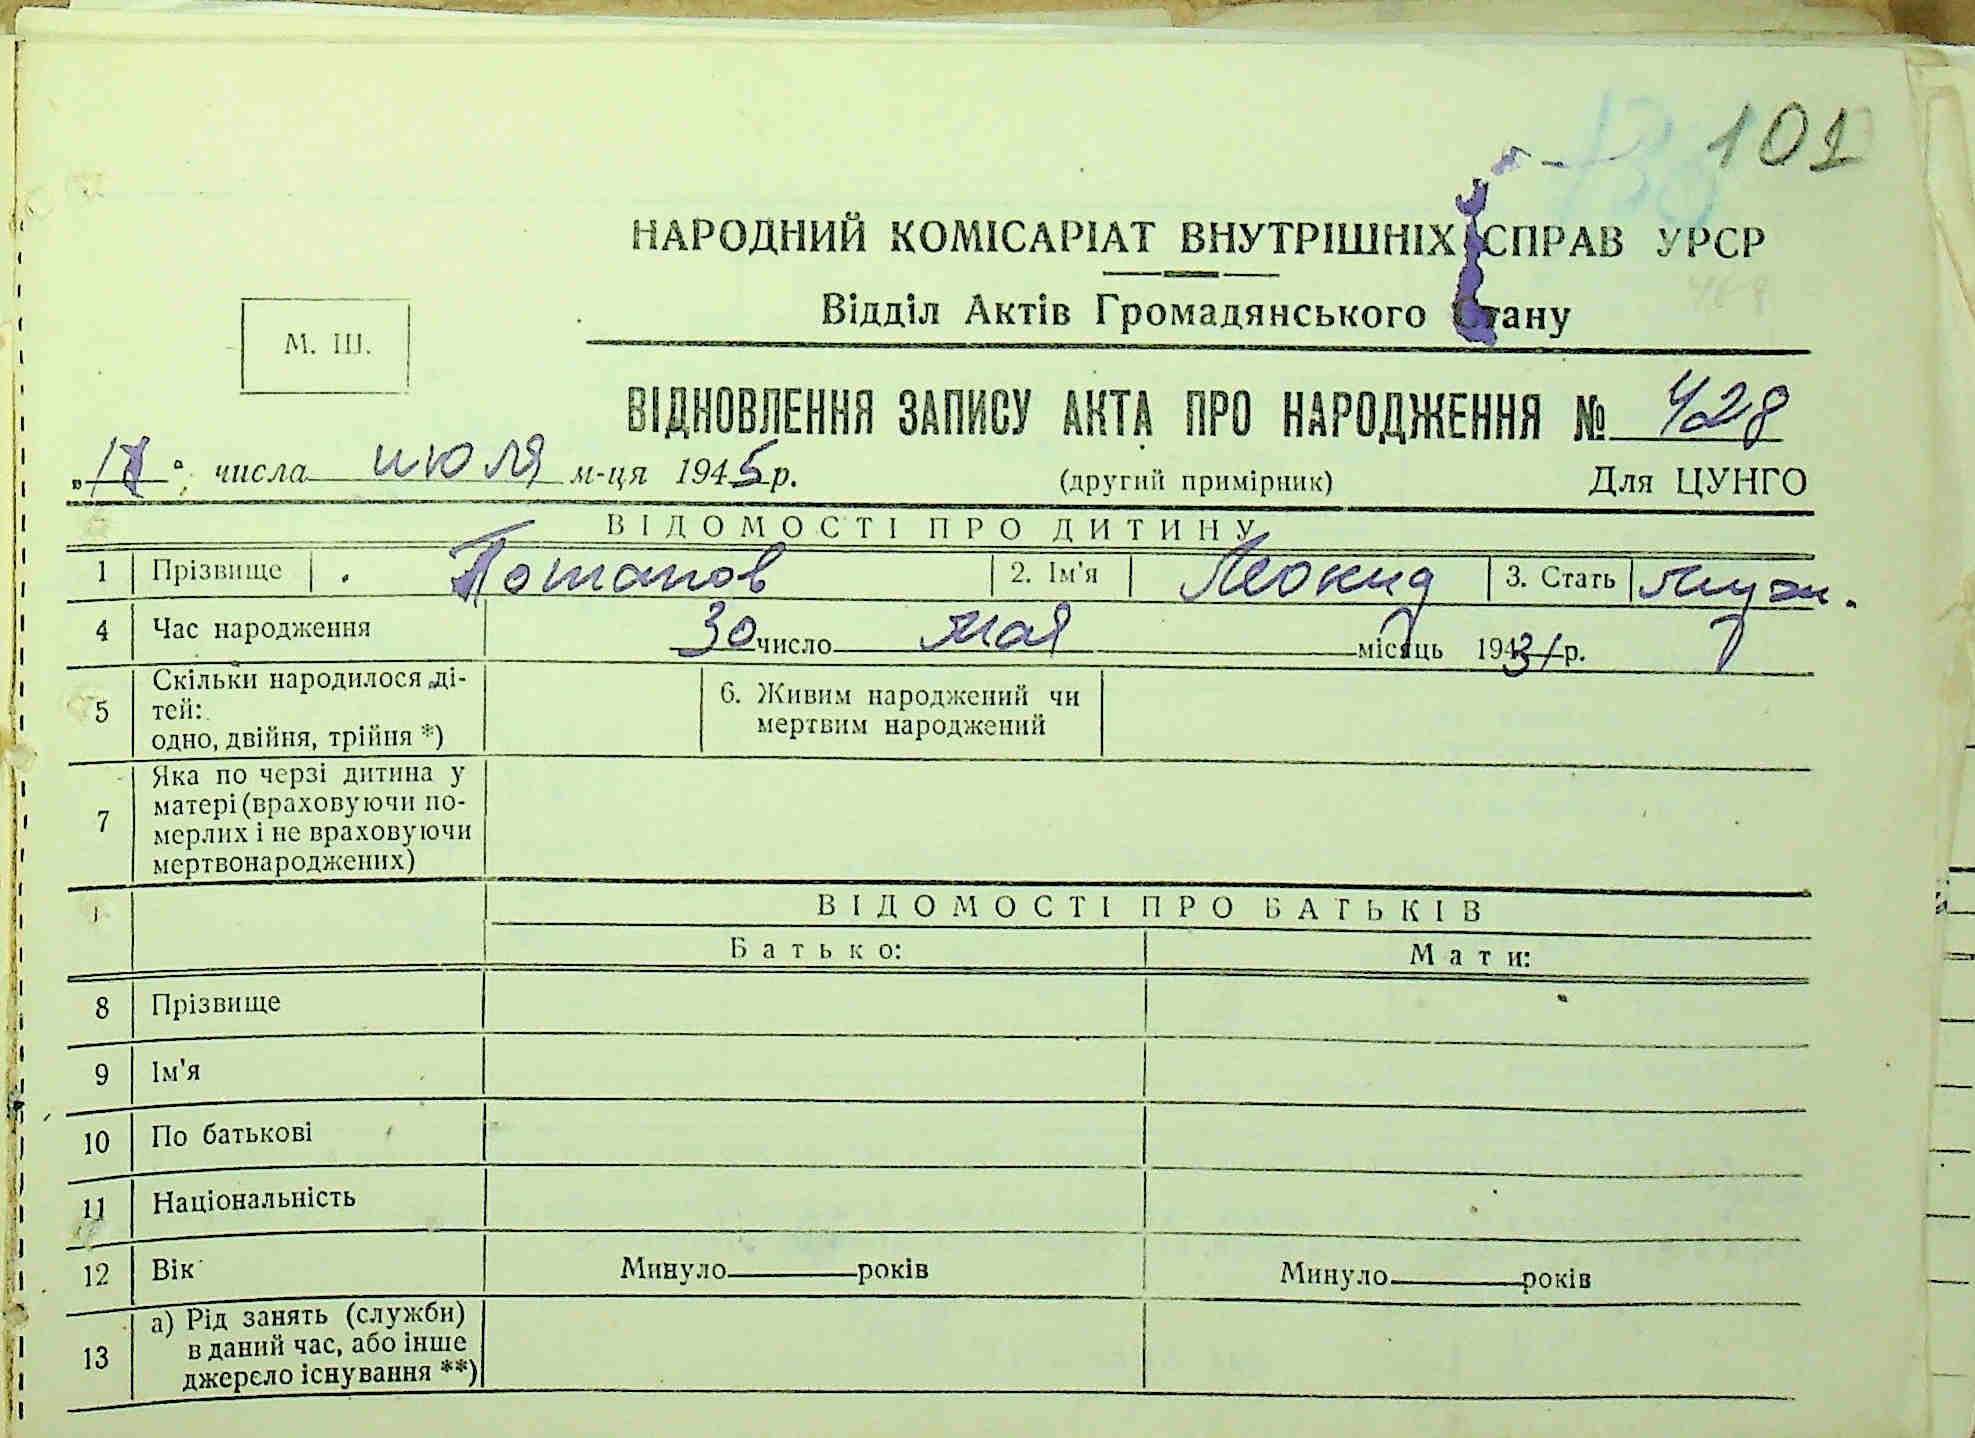 101
НАРОДНИЙ КОМІСАРІАТ ВНУТРІШНІХ СПРАВ УРСР
Відділ Актів Громадянського Стану
М. Ш.
ВІДНОВЛЕННЯ ЗАПИСУ АКТА ПРО НАРОДЖЕННЯ № 428
числа июля м-ця 1945 р. (другий примірник) Для ЦУНГО
ВІДОМОСТІ ПРО ДИТИНУ
1 Прізвище Потапов 2. Ім'я Леонид 3. Стать муж.
4 Час народження 30 число мая місяць 1931 р.
5 Скільки народилося ді-
тей:
одно, двійня, трійня *)
6. Живим народжений чи
мертвим народжений
7 Яка по черзі дитина у
матері (враховуючи по-
мерлих і не враховуючи
мертвонароджених)
ВІДОМОСТІ ПРО БАТЬКІВ
Батько: Мати:
8 Прізвище
9 Ім'я
10 По батькові
11 Національність
12 Вік Минуло років Минуло років
13 а) Рід занять (служби)
в даний час, або інше
джерело існування **)